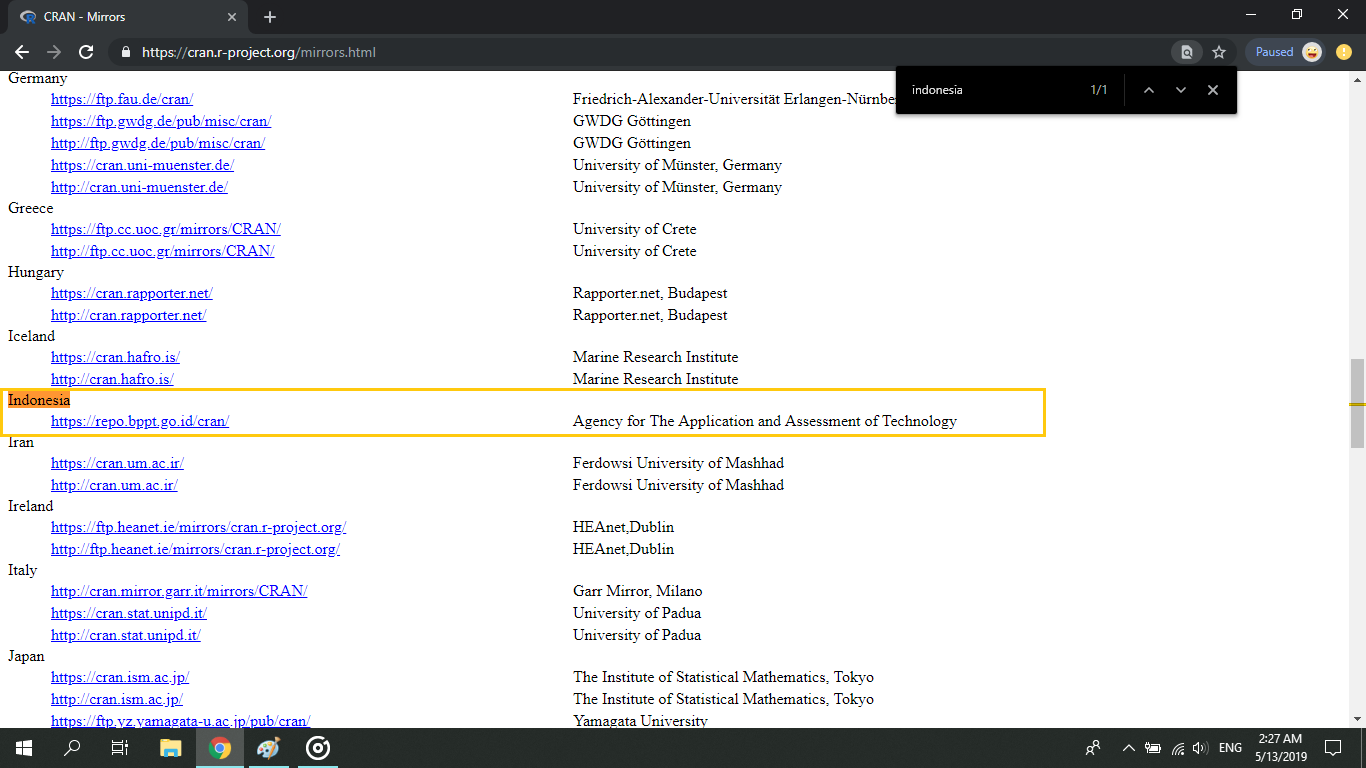 CRAN - Mirrors
https://cran.r-project.org/mirrors.html
Paused
indonesia 1/1
Germany
https://ftp.fau.de/cran/ Friedrich-Alexander-Universität Erlangen-Nürnbe
https://ftp.gwdg.de/pub/misc/cran/ GWDG Göttingen
http://ftp.gwdg.de/pub/misc/cran/ GWDG Göttingen
https://cran.uni-muenster.de/ University of Münster, Germany
http://cran.uni-muenster.de/ University of Münster, Germany
Greece
https://ftp.cc.uoc.gr/mirrors/CRAN/ University of Crete
http://ftp.cc.uoc.gr/mirrors/CRAN/ University of Crete
Hungary
https://cran.rapporter.net/ Rapporter.net, Budapest
http://cran.rapporter.net/ Rapporter.net, Budapest
Iceland
https://cran.hafro.is/ Marine Research Institute
http://cran.hafro.is/ Marine Research Institute
Indonesia
https://repo.bppt.go.id/cran/ Agency for The Application and Assessment of Technology
Iran
https://cran.um.ac.ir/ Ferdowsi University of Mashhad
http://cran.um.ac.ir/ Ferdowsi University of Mashhad
Ireland
https://ftp.heanet.ie/mirrors/cran.r-project.org/ HEAnet,Dublin
http://ftp.heanet.ie/mirrors/cran.r-project.org/ HEAnet,Dublin
Italy
http://cran.mirror.garr.it/mirrors/CRAN/ Garr Mirror, Milano
https://cran.stat.unipd.it/ University of Padua
http://cran.stat.unipd.it/ University of Padua
Japan
https://cran.ism.ac.jp/ The Institute of Statistical Mathematics, Tokyo
http://cran.ism.ac.jp/ The Institute of Statistical Mathematics, Tokyo
https://ftp.yz.yamagata-u.ac.jp/pub/cran/ Yamagata University
ENG
2:27 AM
5/13/2019